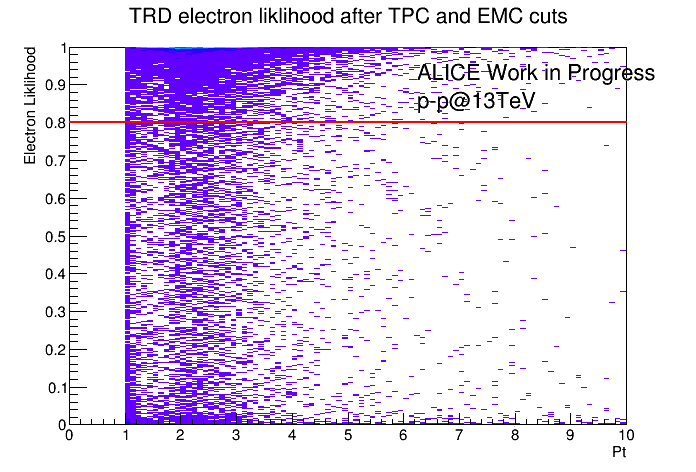 TRD electron liklihood after TPC and EMC cuts
Electron Liklihood
1
0.9
0.8
0.7
0.6
0.5
0.4
0.3
0.2
0.1
0
ALICE Work in Progress
p-p@13TeV
0 1 2 3 4 5 6 7 8 9 10
Pt